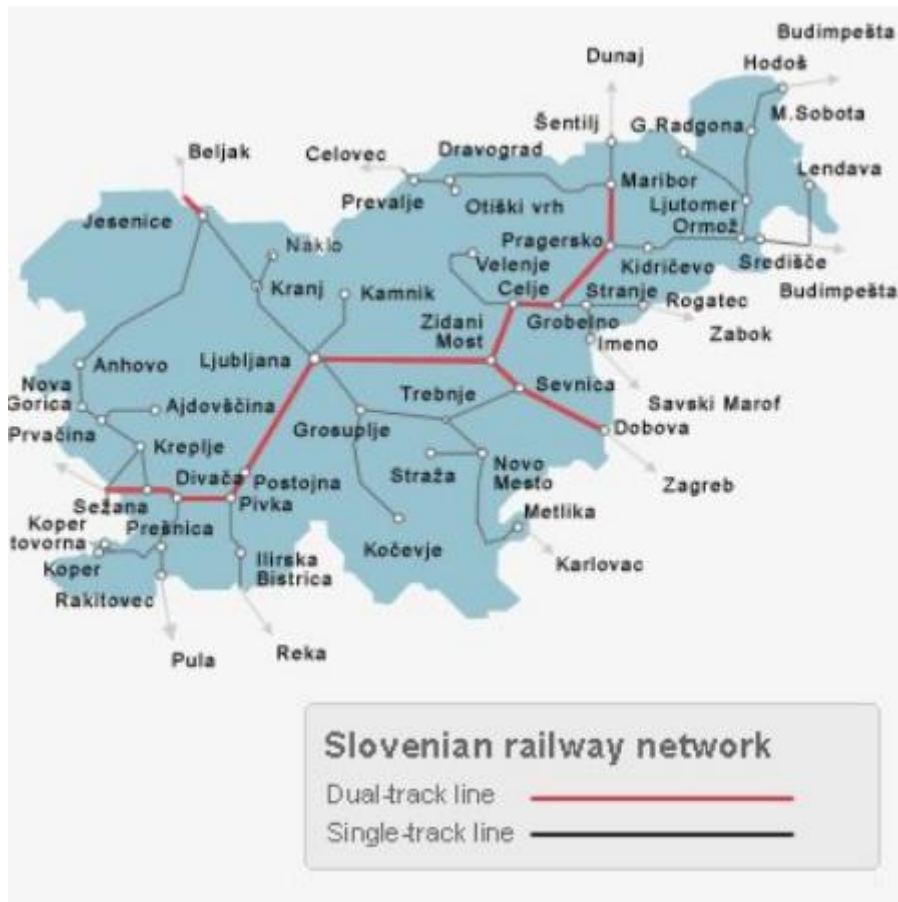 Budimpešta
Dunaj
Hodoš
Šentilj
G.Radgona
M.Sobota
Beljak
Celovec
Dravograd
Lendava
Prevalje
Otiški vrh
Maribor
Ljutomer
Jesenice
Ormož
Naklo
Pragersko
Velenje
Kidričevo
Središče
Kranj
Kamnik
Celje
Stranje
Rogatec
Budimpešta
Zidani
Most
Grobelno
Zabok
Imeno
Ljubljana
Anhovo
Nova
Gorica
Trebnje
Sevnica
Savski Marof
Ajdovščina
Prvačina
Grosuplje
Dobova
Kreplje
Straža
Novo
Mesto
Divača
Postojna
Zagreb
Sežana
Pivka
Koper
tovorna
Prešnica
Metlika
Kočevje
Koper
Ilirska
Bistrica
Karlovac
Rakitovec
Pula
Reka
Slovenian railway network
Dual-track line
Single-track line